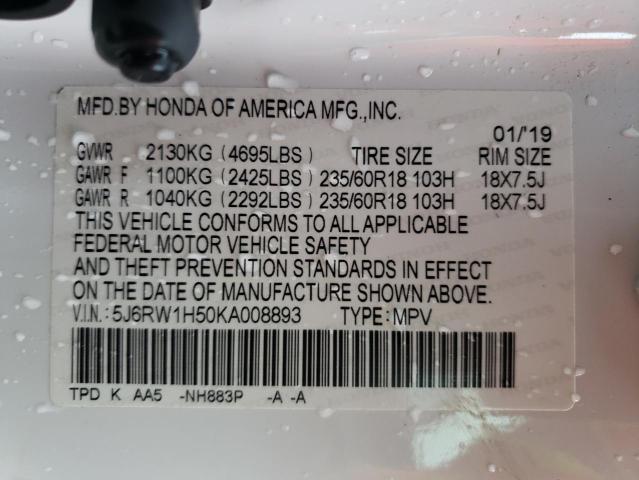 MFD.BY HONDA OF AMERICA MFG.,INC.
01/'19
GVWR 2130KG (4695LBS) TIRE SIZE RIM SIZE
GAWR F 1100KG (2425LBS) 235/60R18 103H 18X7.5J
GAWR R 1040KG (2292LBS) 235/60R18 103H 18X7.5J
THIS VEHICLE CONFORMS TO ALL APPLICABLE
FEDERAL MOTOR VEHICLE SAFETY
AND THEFT PREVENTION STANDARDS IN EFFECT
ON THE DATE OF MANUFACTURE SHOWN ABOVE.
V.I.N.: 5J6RW1H50KA008893 TYPE: MPV
TPD K AA5 -NH883P -A -A